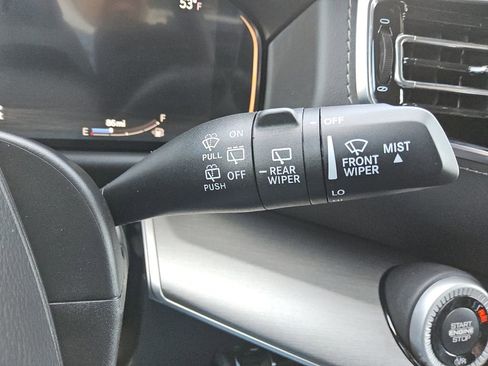 53°F
86mi
E F
ON
PULL
OFF
PUSH
REAR
WIPER
OFF
FRONT
WIPER
MIST
LO
START
ENGINE
STOP